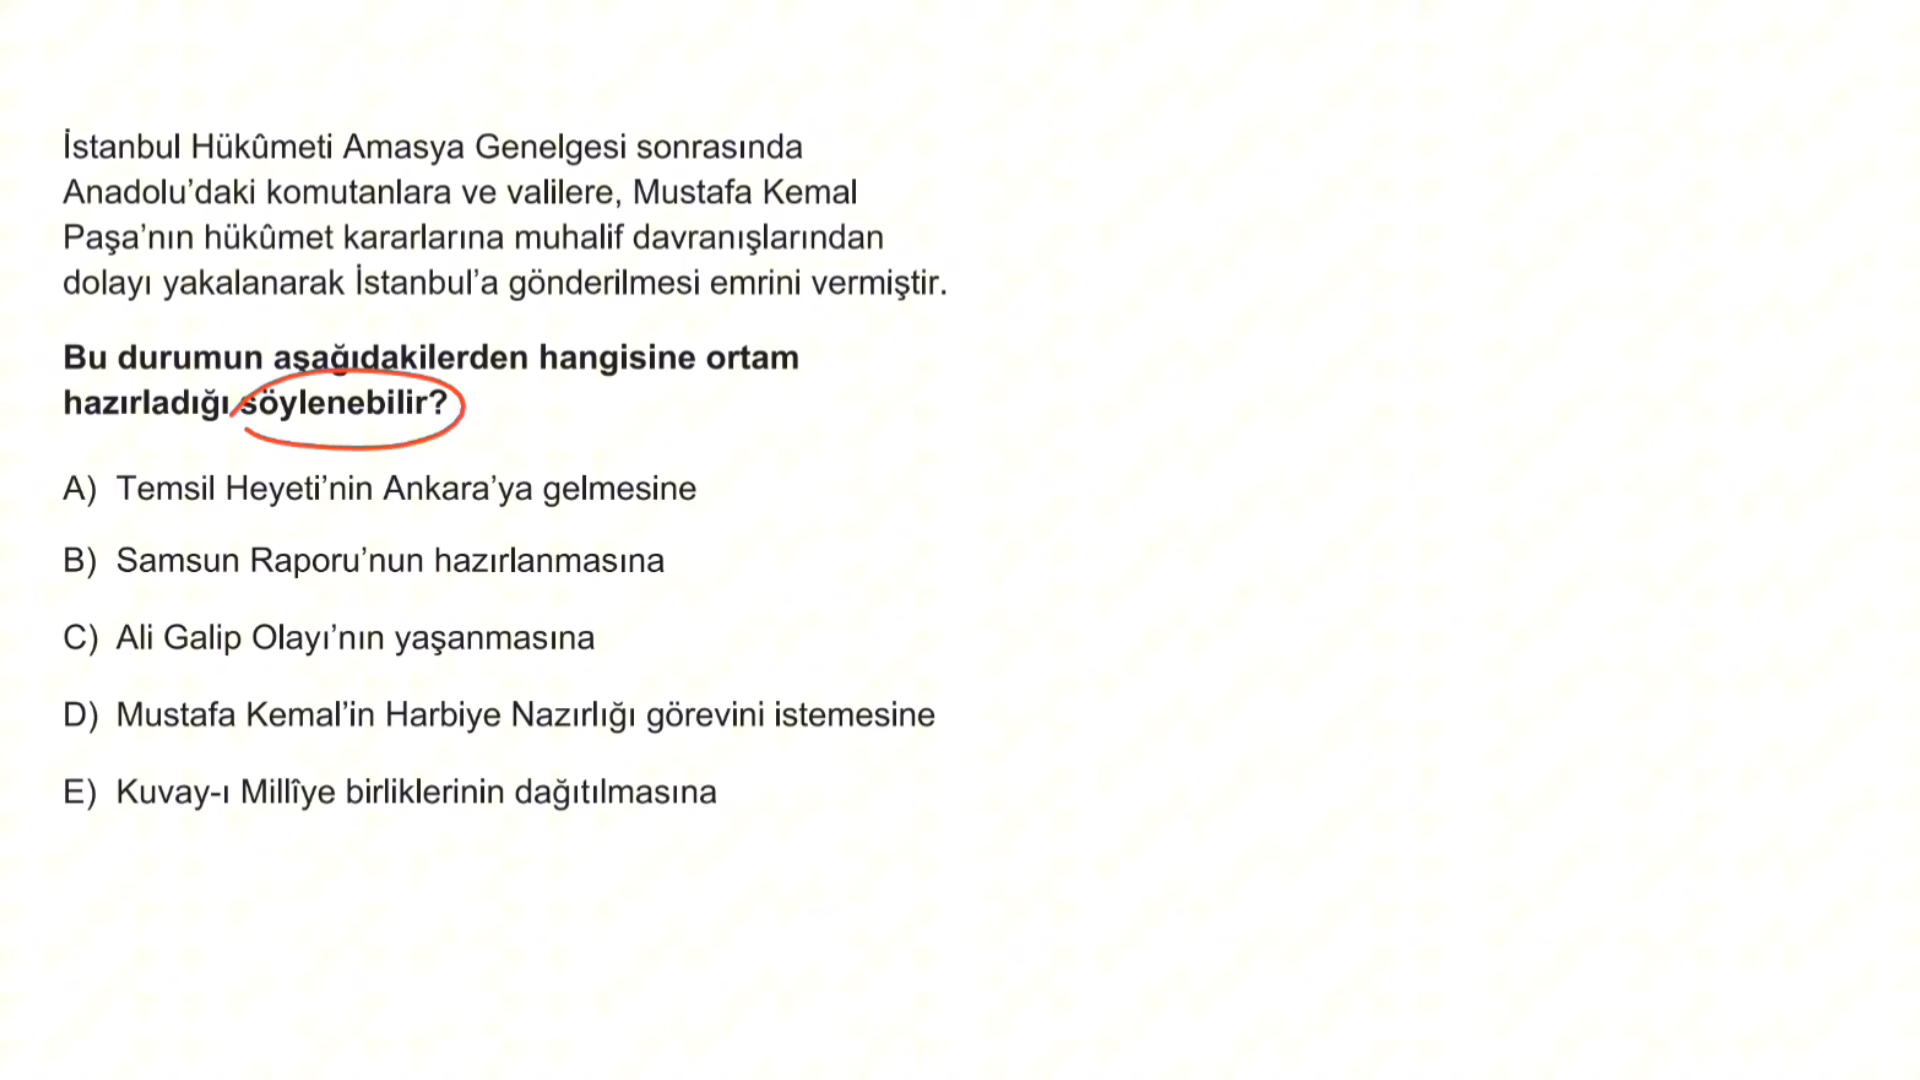 İstanbul Hükûmeti Amasya Genelgesi sonrasında
Anadolu’daki komutanlara ve valilere, Mustafa Kemal
Paşa’nın hükûmet kararlarına muhalif davranışlarından
dolayı yakalanarak İstanbul’a gönderilmesi emrini vermiştir.
Bu durumun aşağıdakilerden hangisine ortam
hazırladığı söylenebilir?
A) Temsil Heyeti’nin Ankara’ya gelmesine
B) Samsun Raporu’nun hazırlanmasına
C) Ali Galip Olayı’nın yaşanmasına
D) Mustafa Kemal’in Harbiye Nazırlığı görevini istemesine
E) Kuvay-ı Millîye birliklerinin dağıtılmasına